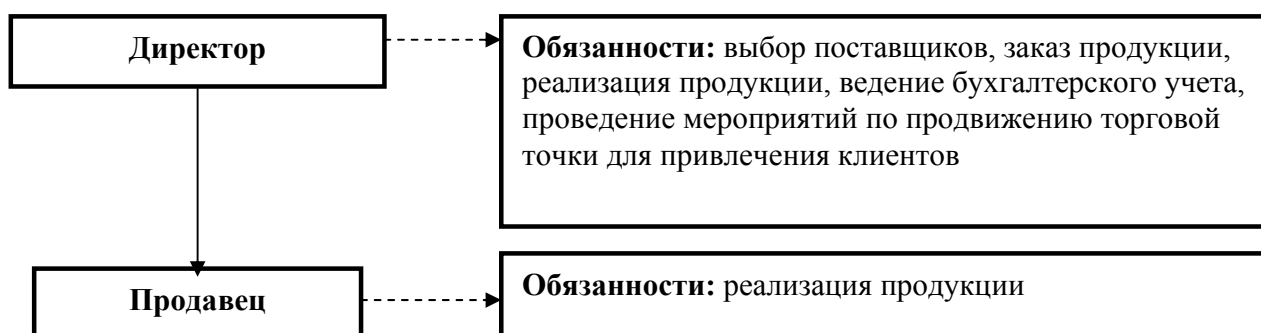 Директор
Обязанности: выбор поставщиков, заказ продукции,
реализация продукции, ведение бухгалтерского учета,
проведение мероприятий по продвижению торговой
точки для привлечения клиентов
Продавец
Обязанности: реализация продукции